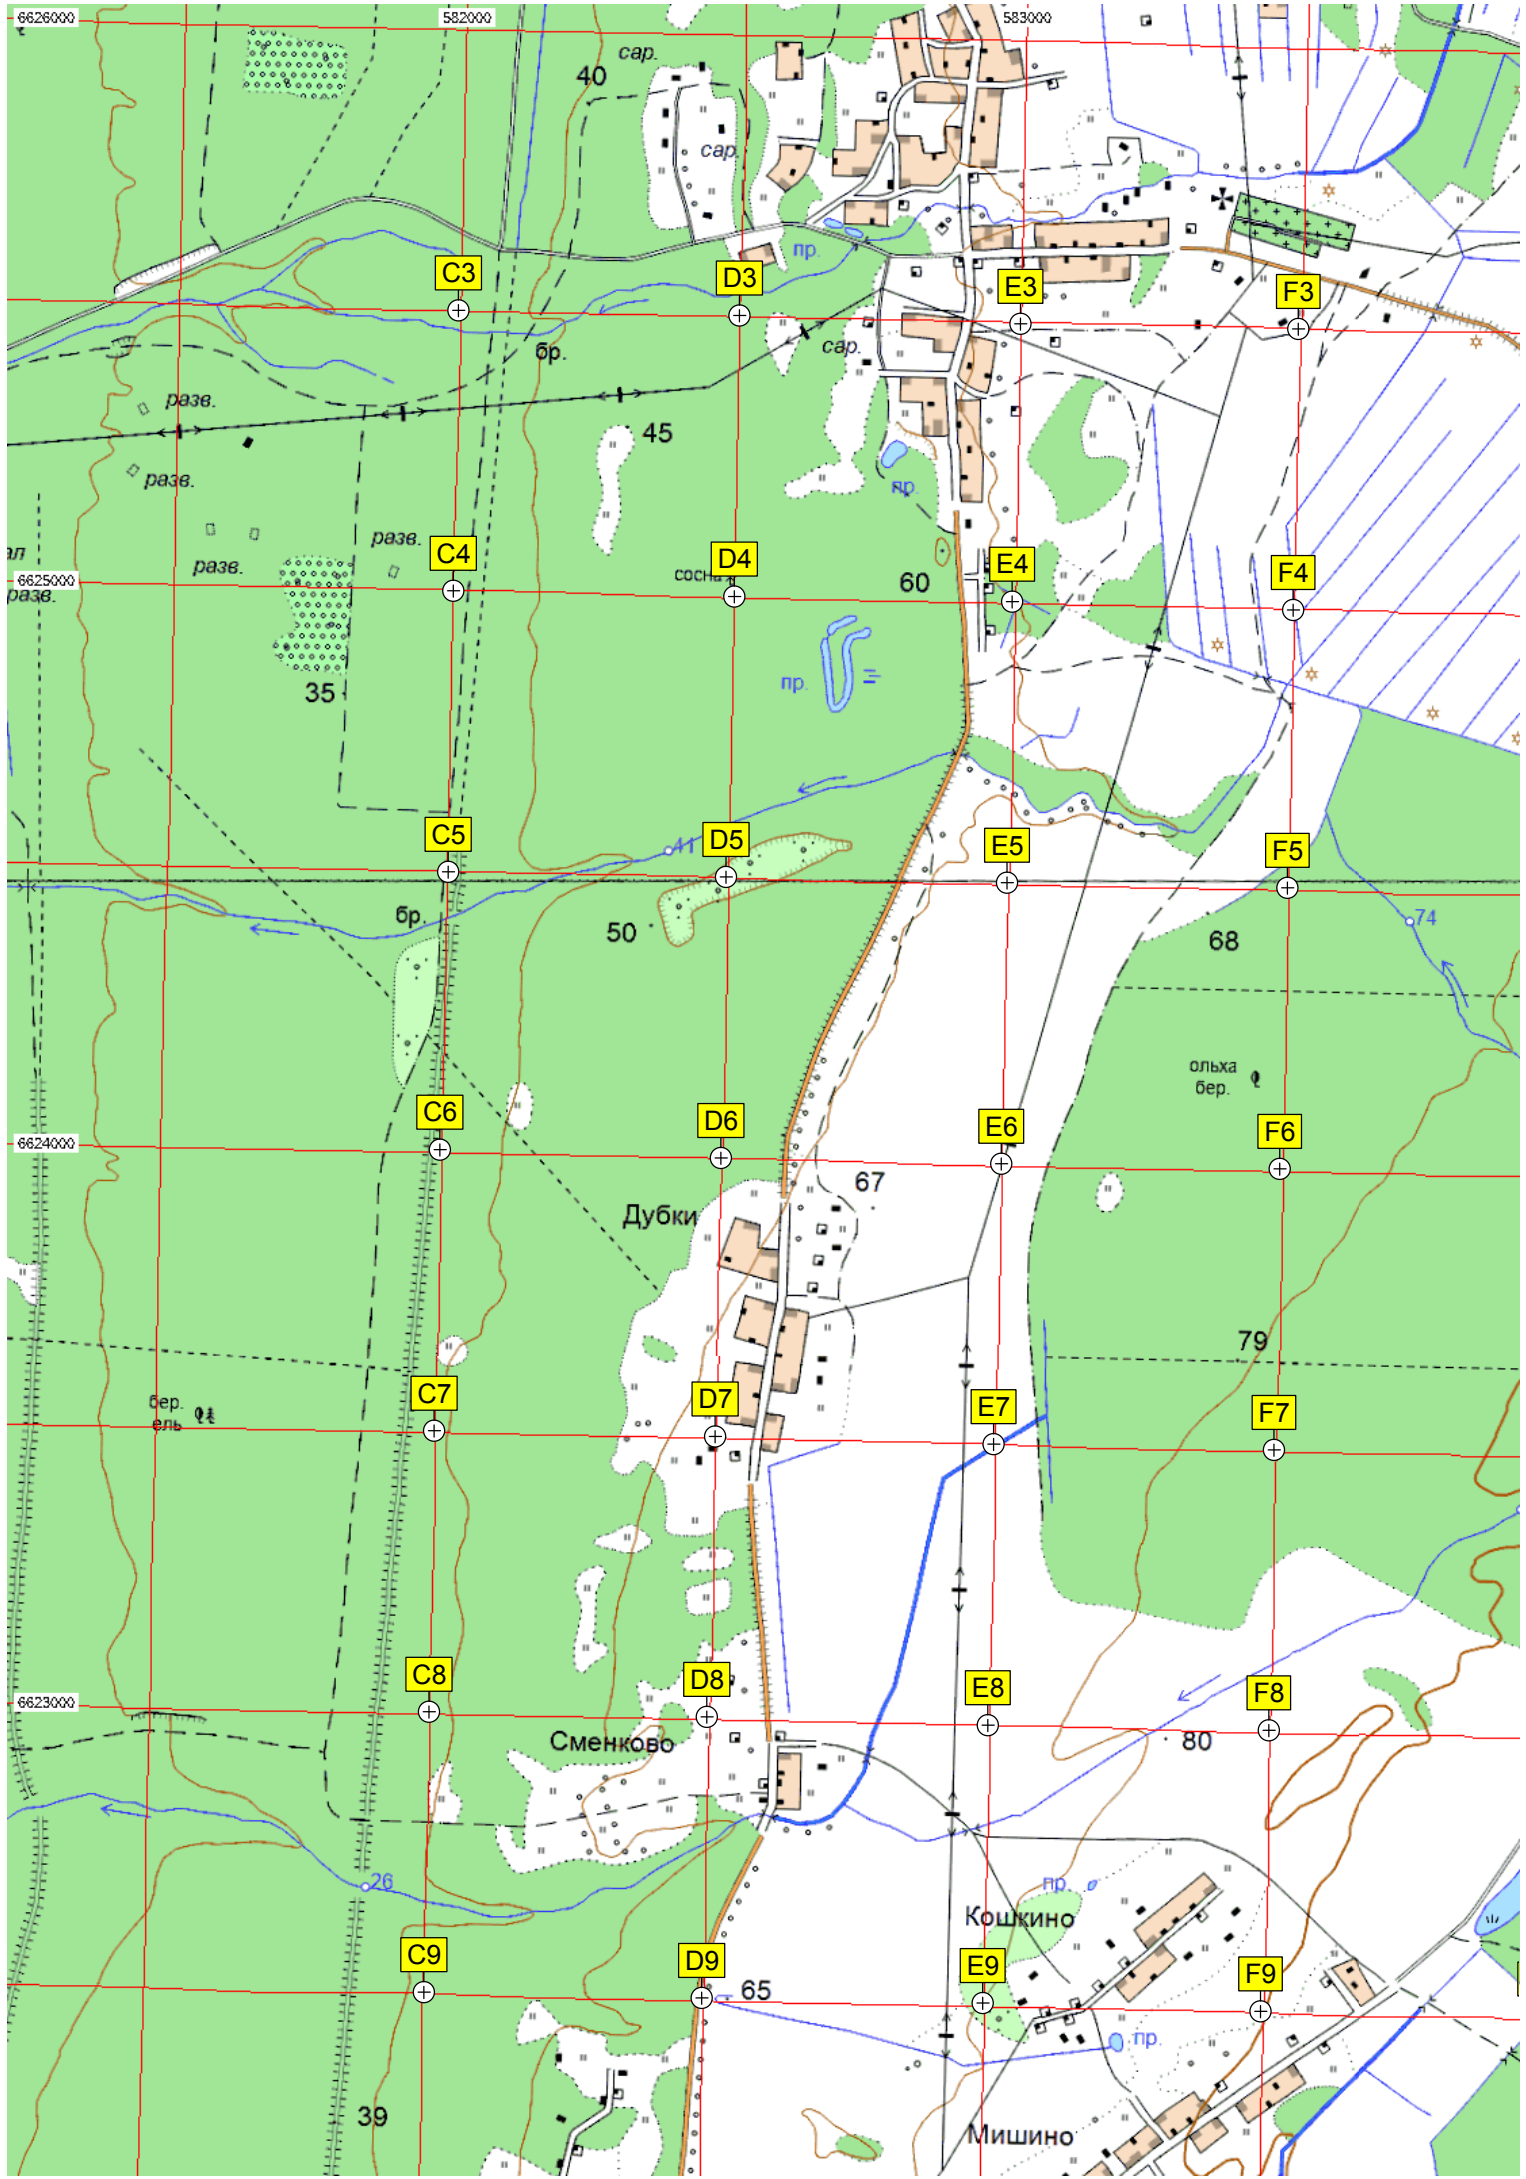 6626000
582000
583000
сар.
40
сар.
пр.
C3
D3
E3
F3
бр.
сар.
разв.
45
разв.
пр.
разв.
ал
разв.
C4
D4
E4
F4
6625000
разв.
сосна
60
35
пр.
C5
41
D5
E5
F5
бр.
50
68
74
ольха
бер.
C6
D6
E6
F6
6624000
67
Дубки
79
бер.
ель
C7
D7
E7
F7
C8
D8
E8
F8
6623000
Сменково
80
26
пр.
Кошкино
C9
D9
E9
F9
65
пр.
39
Мишино